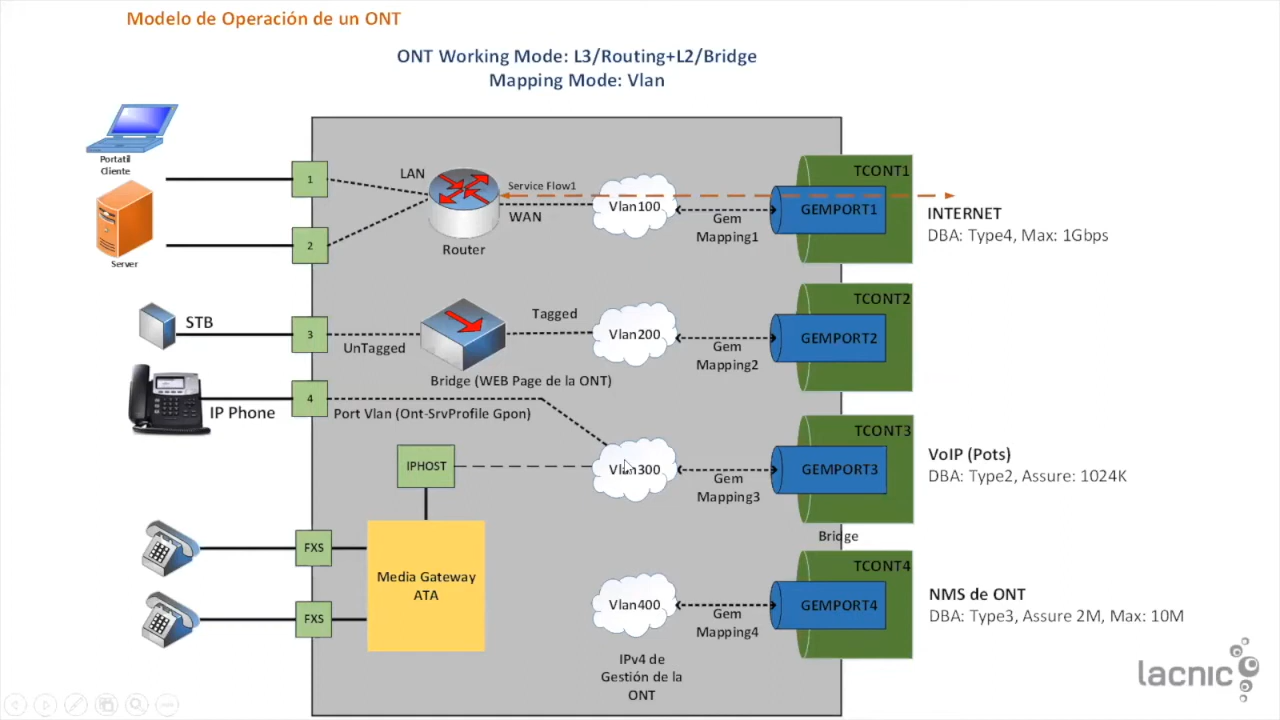 Modelo de Operación de un ONT
ONT Working Mode: L3/Routing+L2/Bridge
Mapping Mode: Vlan
Portatil
Cliente
Server
1
2
LAN
Router
Service Flow1
WAN
Vlan100
Gem
Mapping1
TCONT1
GEMPORT1
INTERNET
DBA: Type4, Max: 1Gbps
STB
3
UnTagged
Tagged
Bridge (WEB Page de la ONT)
Vlan200
Gem
Mapping2
TCONT2
GEMPORT2
IP Phone
4
Port Vlan (Ont-SrvProfile Gpon)
IPHOST
Vlan300
Gem
Mapping3
TCONT3
GEMPORT3
Bridge
VoIP (Pots)
DBA: Type2, Assure: 1024K
FXS
FXS
Media Gateway
ATA
Vlan400
Gem
Mapping4
IPv4 de
Gestión de la
ONT
TCONT4
GEMPORT4
NMS de ONT
DBA: Type3, Assure 2M, Max: 10M
lacnic